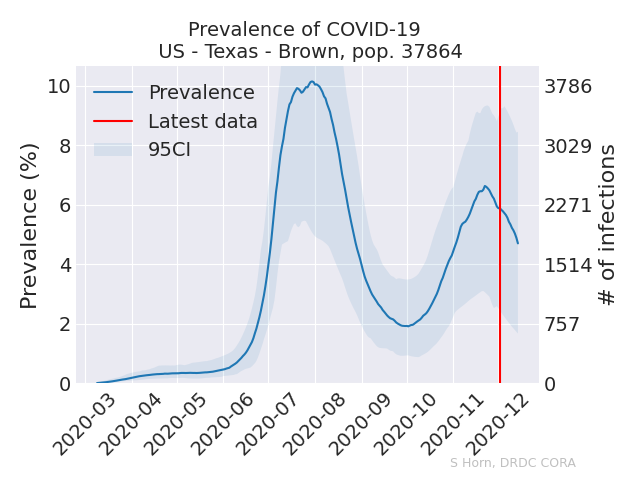 Prevalence of COVID-19
US - Texas - Brown, pop. 37864
Prevalence
Latest data
95CI
Prevalence (%)
10
8
6
4
2
0
3786
3029
2271
1514
757
0
# of infections
2020-03
2020-04
2020-05
2020-06
2020-07
2020-08
2020-09
2020-10
2020-11
2020-12
S Horn, DRDC CORA